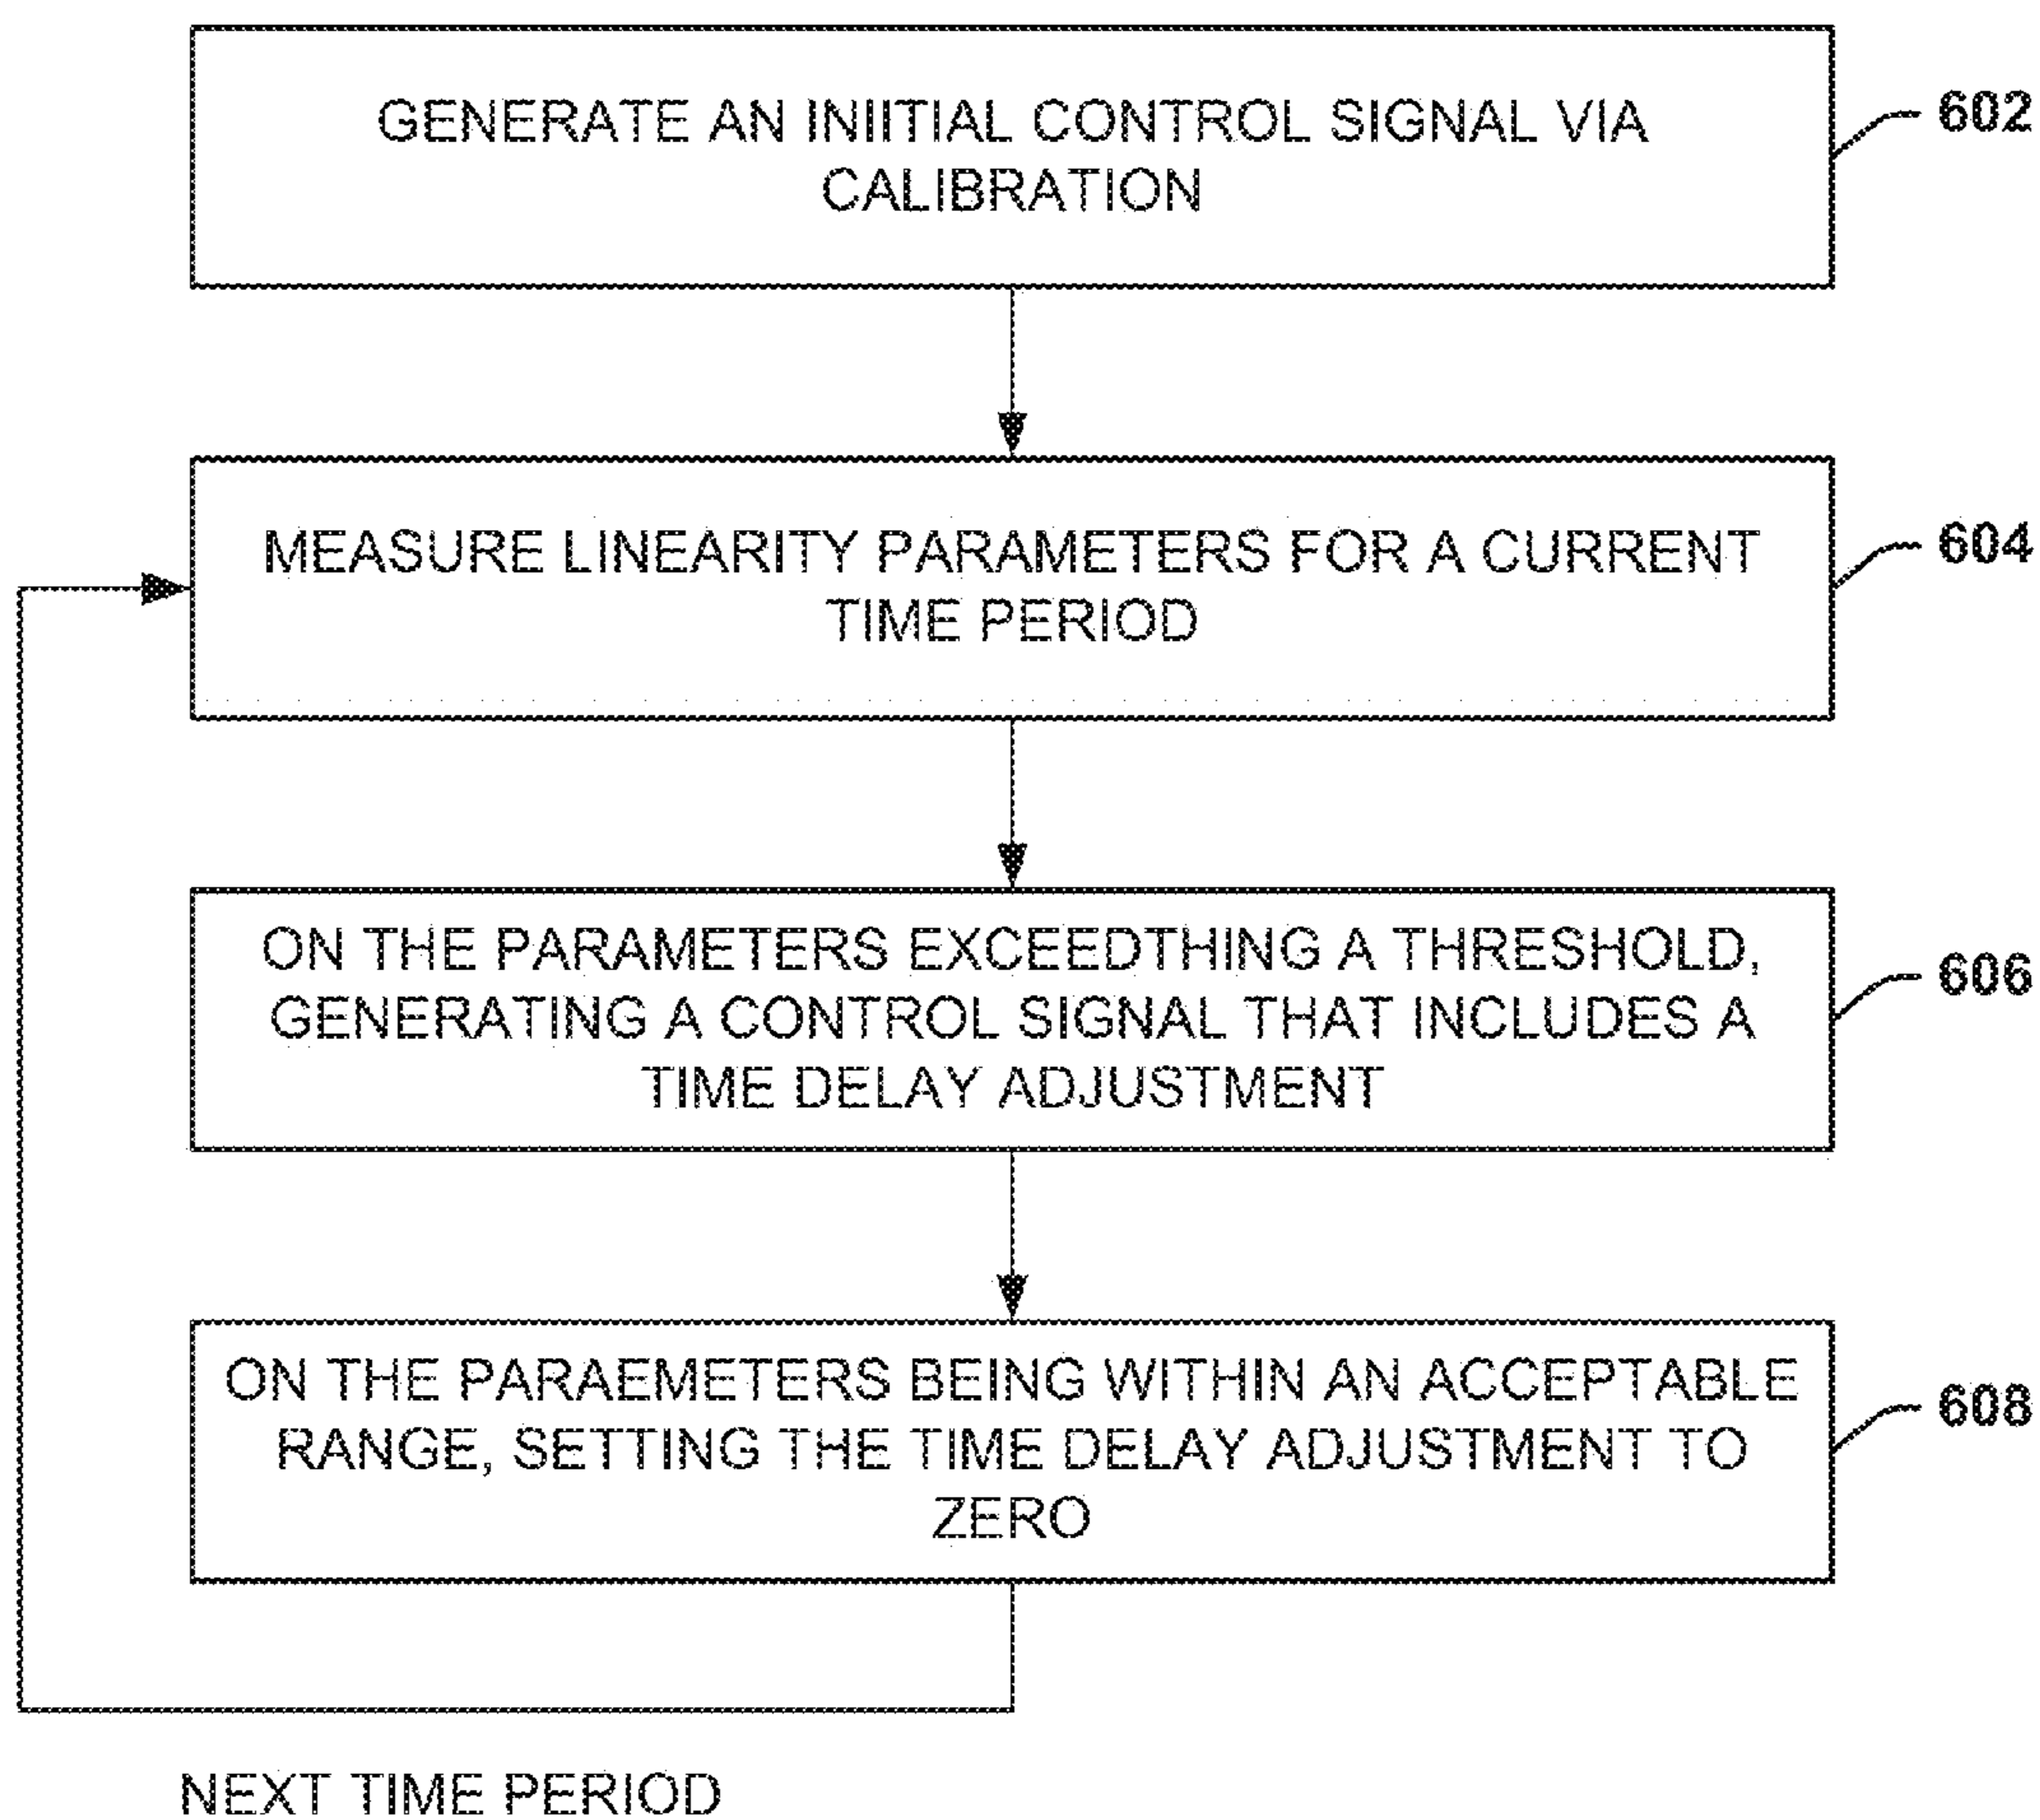 GENERATE AN INIITIAL CONTROL SIGNAL VIA
CALIBRATION
602
MEASURE LINEARITY PARAMETERS FOR A CURRENT
TIME PERIOD
604
ON THE PARAMETERS EXCEEDTHING A THRESHOLD,
GENERATING A CONTROL SIGNAL THAT INCLUDES A
TIME DELAY ADJUSTMENT
606
ON THE PARAEMETERS BEING WITHIN AN ACCEPTABLE
RANGE, SETTING THE TIME DELAY ADJUSTMENT TO
ZERO
608
NEXT TIME PERIOD